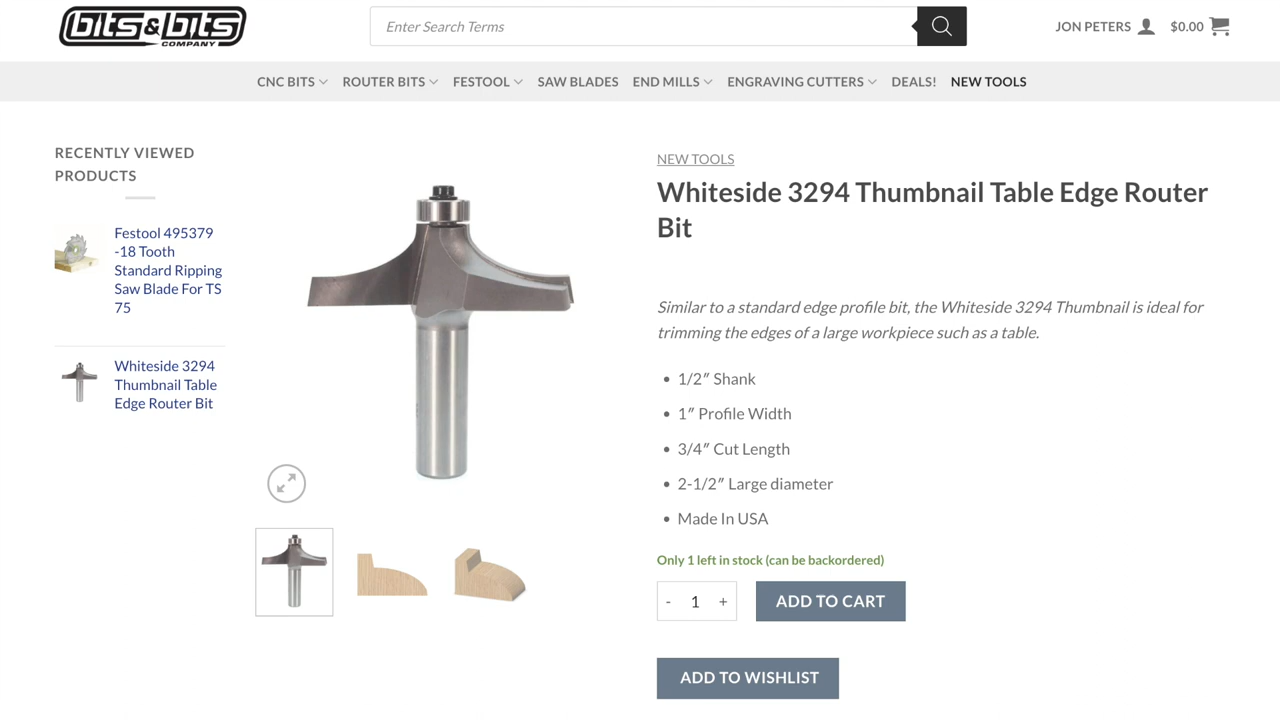 bits&bits
COMPANY
Enter Search Terms
JON PETERS
$0.00
CNC BITS
ROUTER BITS
FESTOOL
SAW BLADES
END MILLS
ENGRAVING CUTTERS
DEALS!
NEW TOOLS
RECENTLY VIEWED
PRODUCTS
Festool 495379
-18 Tooth
Standard Ripping
Saw Blade For TS
75
Whiteside 3294
Thumbnail Table
Edge Router Bit
NEW TOOLS
Whiteside 3294 Thumbnail Table Edge Router
Bit
Similar to a standard edge profile bit, the Whiteside 3294 Thumbnail is ideal for
trimming the edges of a large workpiece such as a table.
• 1/2″ Shank
• 1″ Profile Width
• 3/4″ Cut Length
• 2-1/2″ Large diameter
• Made In USA
Only 1 left in stock (can be backordered)
- 1 +
ADD TO CART
ADD TO WISHLIST